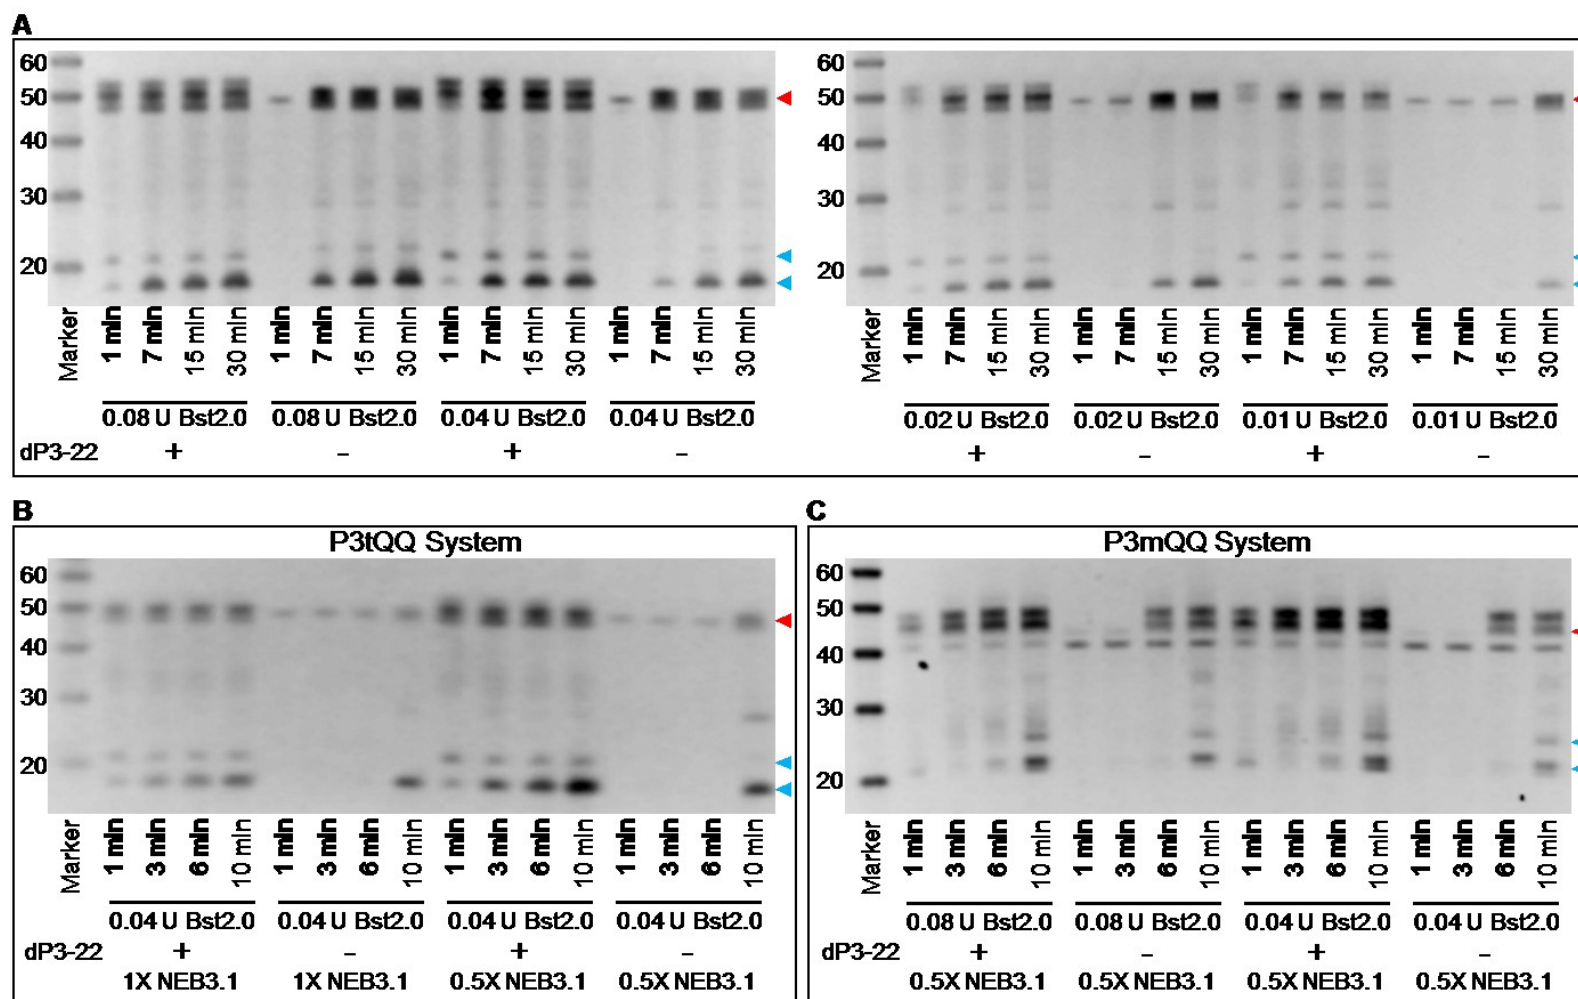 A
60 60
50 50
40 40
30 30
20 20
Marker 1 min 7 min 15 min 30 min 1 min 7 min 15 min 30 min 1 min 7 min 15 min 30 min 1 min 7 min 15 min 30 min Marker 1 min 7 min 15 min 30 min 1 min 7 min 15 min 30 min 1 min 7 min 15 min 30 min 1 min 7 min 15 min 30 min
0.08 U Bst2.0 0.08 U Bst2.0 0.04 U Bst2.0 0.04 U Bst2.0 0.02 U Bst2.0 0.02 U Bst2.0 0.01 U Bst2.0 0.01 U Bst2.0
dP3-22 + - + - + - + -
B
P3tQQ System
60
50
40
30
20
Marker 1 min 3 min 6 min 10 min 1 min 3 min 6 min 10 min 1 min 3 min 6 min 10 min 1 min 3 min 6 min 10 min
0.04 U Bst2.0 0.04 U Bst2.0 0.04 U Bst2.0 0.04 U Bst2.0
dP3-22 + - + -
1X NEB3.1 1X NEB3.1 0.5X NEB3.1 0.5X NEB3.1
C
P3mQQ System
60
50
40
30
20
Marker 1 min 3 min 6 min 10 min 1 min 3 min 6 min 10 min 1 min 3 min 6 min 10 min 1 min 3 min 6 min 10 min
0.08 U Bst2.0 0.08 U Bst2.0 0.04 U Bst2.0 0.04 U Bst2.0
dP3-22 + - + -
0.5X NEB3.1 0.5X NEB3.1 0.5X NEB3.1 0.5X NEB3.1